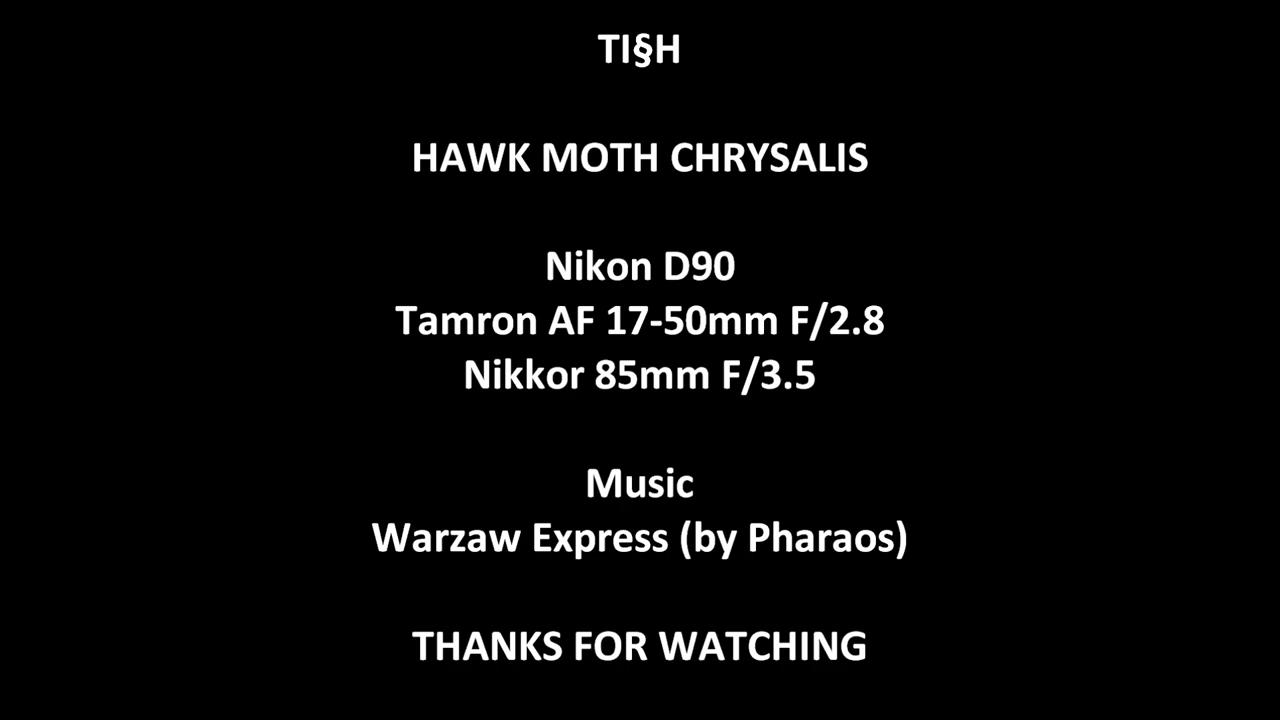 TI§H
HAWK MOTH CHRYSALIS
Nikon D90
Tamron AF 17-50mm F/2.8
Nikkor 85mm F/3.5
Music
Warzaw Express (by Pharaos)
THANKS FOR WATCHING